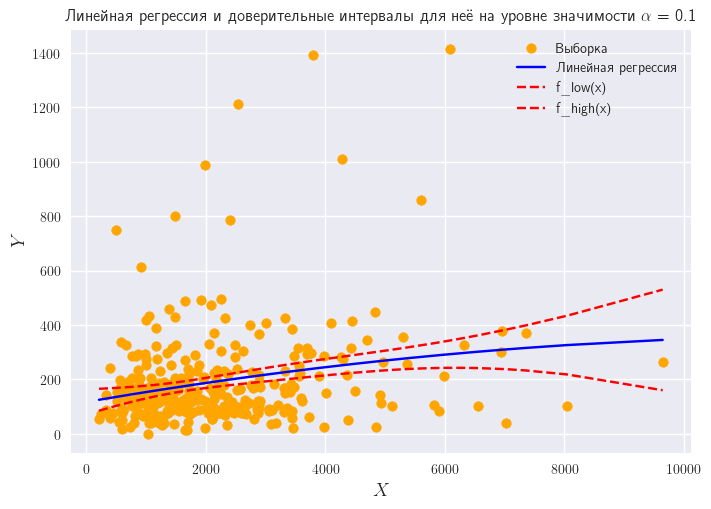 Линейная регрессия и доверительные интервалы для неё на уровне значимости α = 0.1
Выборка
Линейная регрессия
f_low(x)
f_high(x)
1400
1200
1000
800
600
400
200
0
Y
0 2000 4000 6000 8000 10000
X